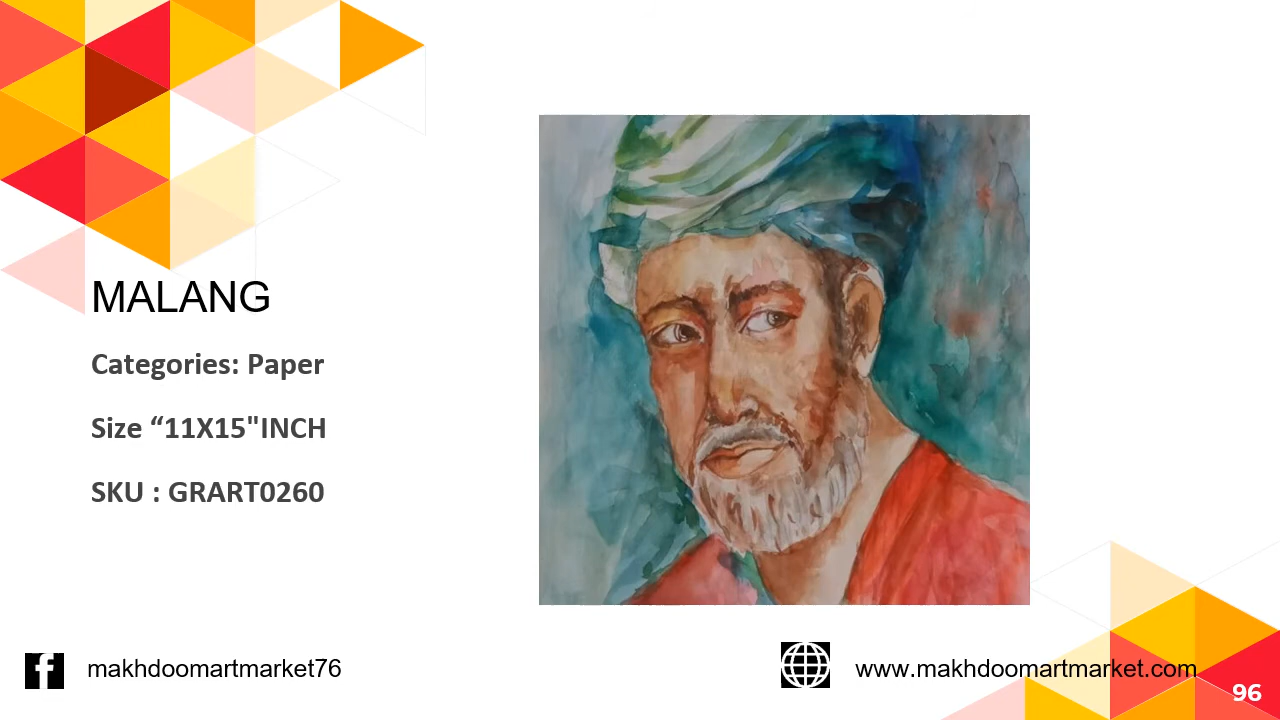 MALANG
Categories: Paper
Size “11X15"INCH
SKU : GRART0260
makhdoomartmarket76
www.makhdoomartmarket.com
96